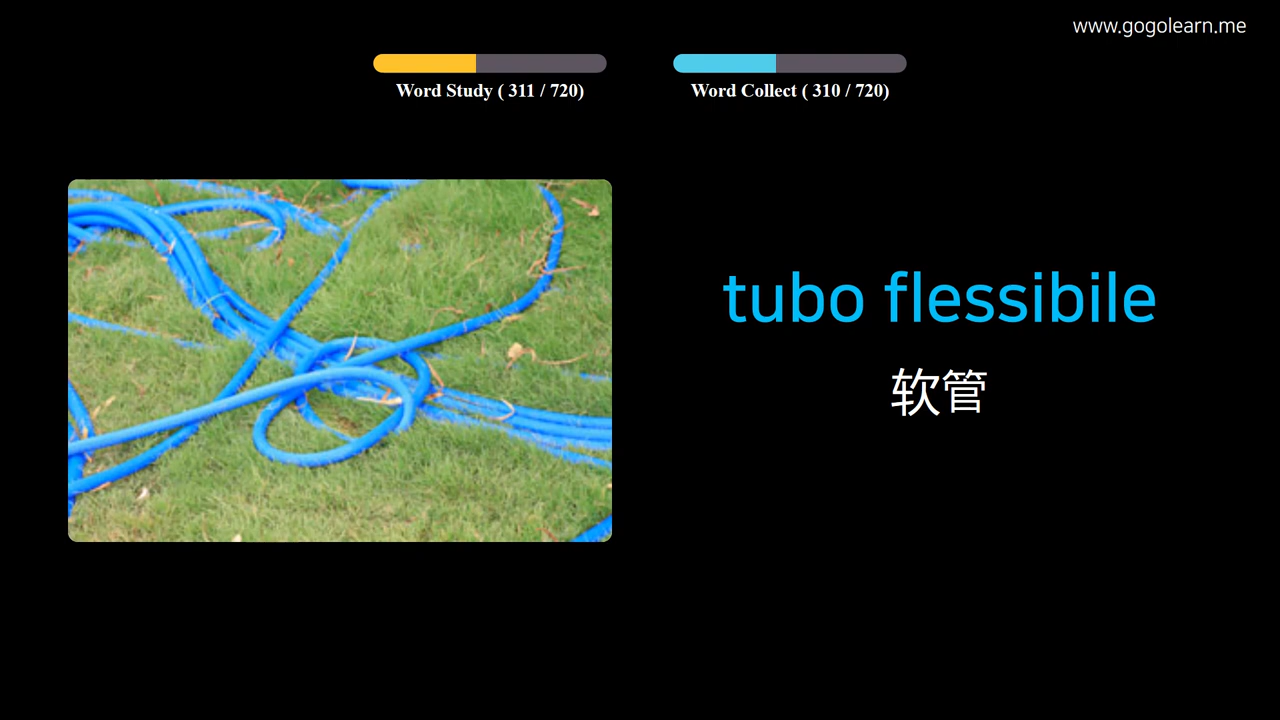 www.gogolearn.me
Word Study ( 311 / 720)
Word Collect ( 310 / 720)
tubo flessibile
软管